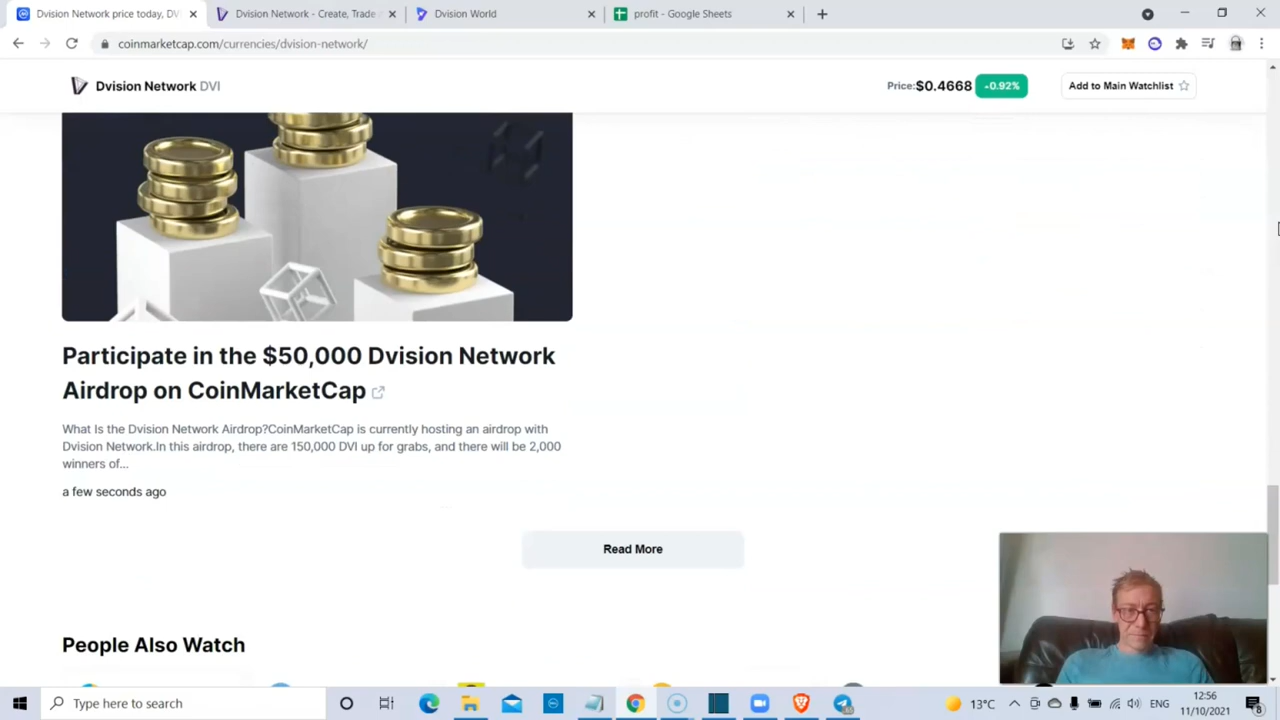 Dvision Network price today, DV
Dvision Network - Create, Trade
Dvision World
profit - Google Sheets
coinmarketcap.com/currencies/dvision-network/
Dvision Network DVI
Price:$0.4668
-0.92%
Add to Main Watchlist
Participate in the $50,000 Dvision Network
Airdrop on CoinMarketCap
What Is the Dvision Network Airdrop?CoinMarketCap is currently hosting an airdrop with
Dvision Network.In this airdrop, there are 150,000 DVI up for grabs, and there will be 2,000
winners of...
a few seconds ago
Read More
People Also Watch
Type here to search
13°C
ENG
12:56
11/10/2021
8